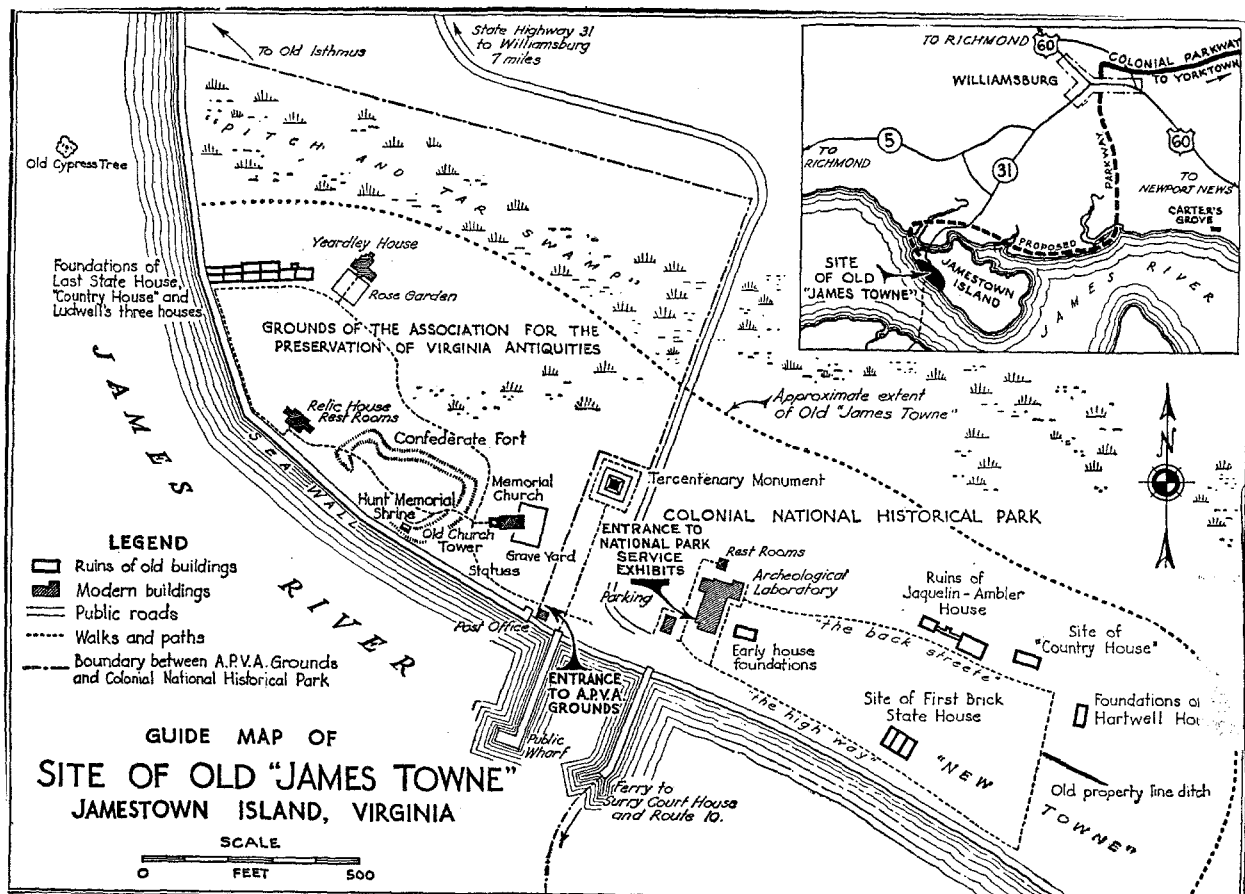 To Old Isthmus
State Highway 31
to Williamsburg
7 miles
Old Cypress Tree
"PITCH AND TAR SWAMP"
Yeardley House
Foundations of
Last State House,
"Country House" and
Ludwell's three houses
Rose Garden
GROUNDS OF THE ASSOCIATION FOR THE
PRESERVATION OF VIRGINIA ANTIQUITIES
TO RICHMOND
60
COLONIAL PARKWAY
TO YORKTOWN
WILLIAMSBURG
5
TO
RICHMOND
31
PARKWAY
60
TO
NEWPORT NEWS
CARTER'S
GROVE
PROPOSED
SITE
OF OLD
"JAMES TOWNE"
JAMESTOWN
ISLAND
JAMES RIVER
Approximate extent
of Old "James Towne"
N
JAMES RIVER
Relic House
Rest Rooms
SEA WALL
Confederate Fort
Hunt Memorial
Shrine
Memorial
Church
Old Church
Tower
Grave Yard
Statues
Tercentenary Monument
COLONIAL NATIONAL HISTORICAL PARK
ENTRANCE TO
NATIONAL PARK
SERVICE
EXHIBITS
Rest Rooms
Archeological
Laboratory
Parking
Post Office
Early house
foundations
"the back streete"
Ruins of
Jaquelin-Ambler
House
Site of
"Country House"
ENTRANCE
TO A.P.V.A.
GROUNDS
"the high way"
Site of First Brick
State House
Foundations of
Hartwell Hou
"NEW TOWNE"
Old property line ditch
Public
Wharf
Ferry to
Surry Court House
and Route 10.
LEGEND
Ruins of old buildings
Modern buildings
Public roads
Walks and paths
Boundary between A.P.V.A. Grounds
and Colonial National Historical Park
GUIDE MAP OF
SITE OF OLD "JAMES TOWNE"
JAMESTOWN ISLAND, VIRGINIA
SCALE
0 FEET 500